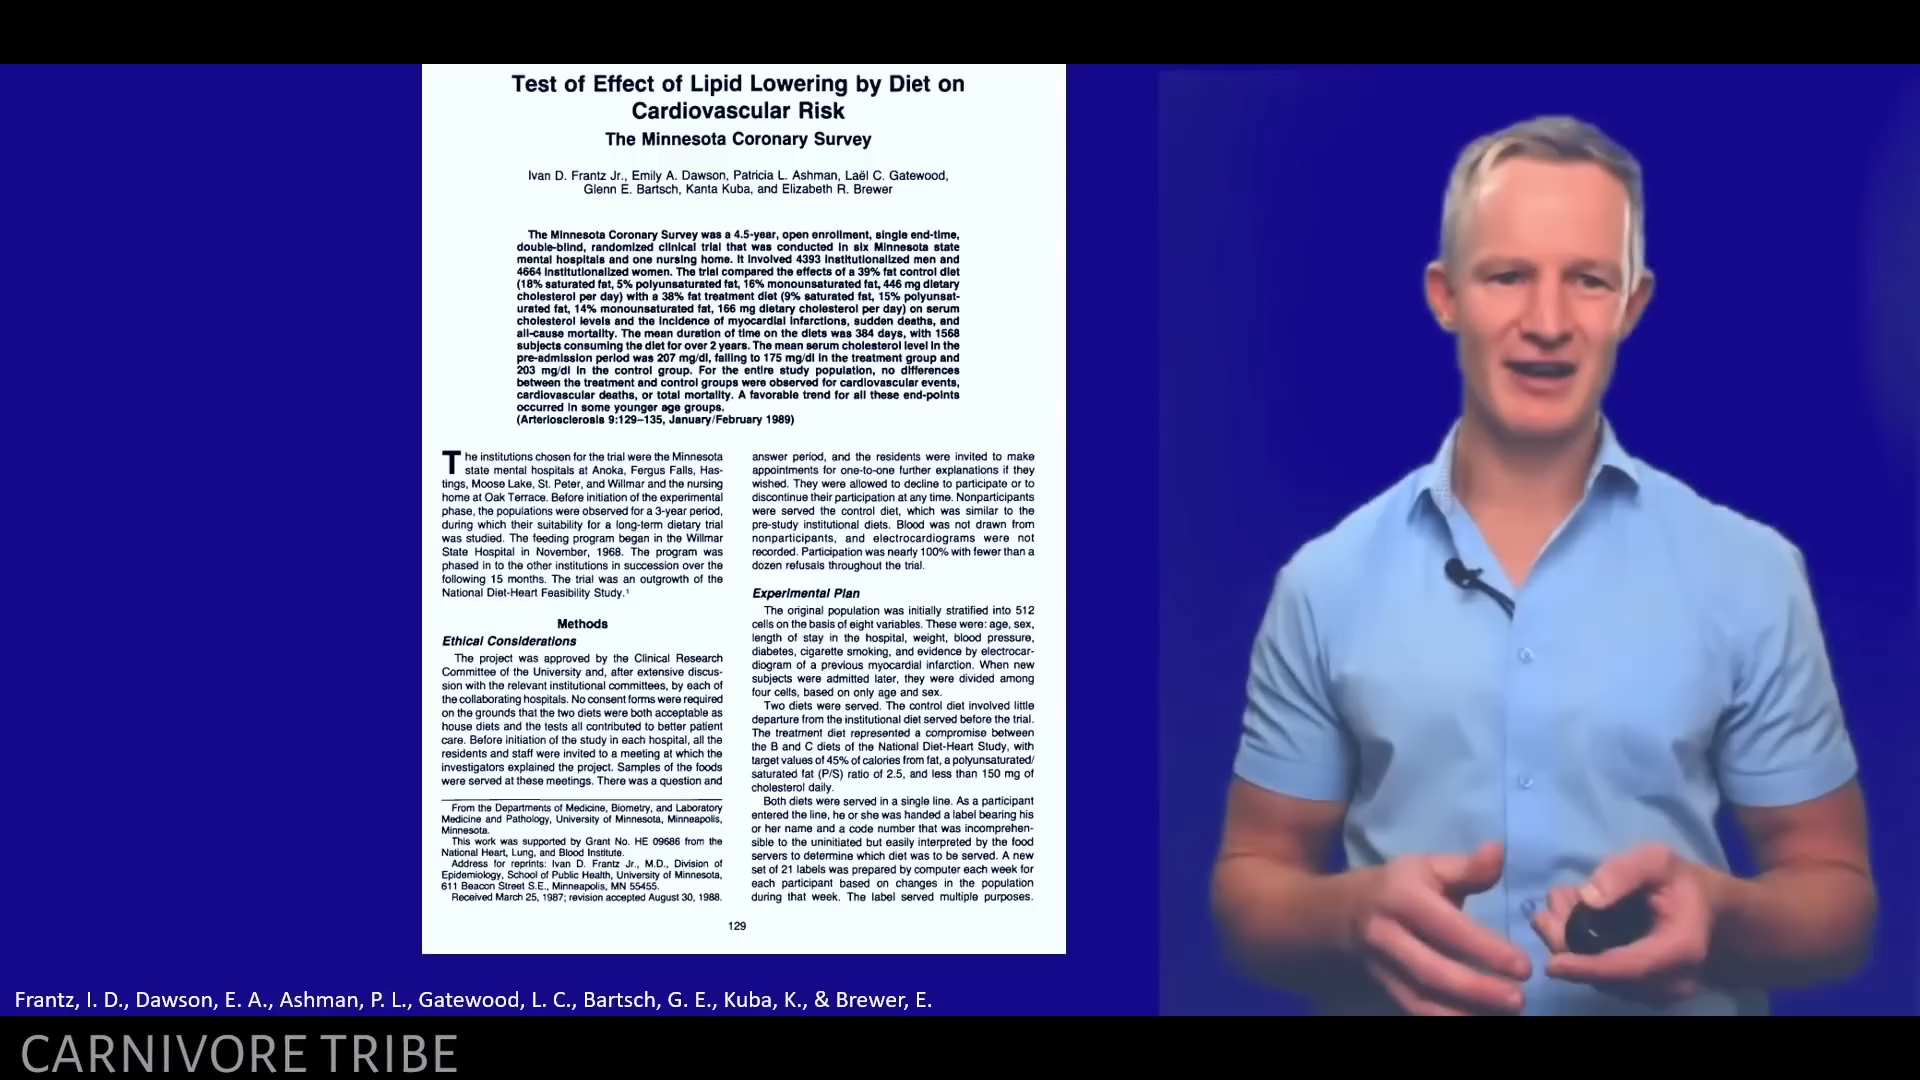 Test of Effect of Lipid Lowering by Diet on
Cardiovascular Risk
The Minnesota Coronary Survey
Ivan D. Frantz Jr., Emily A. Dawson, Patricia L. Ashman, Laël C. Gatewood,
Glenn E. Bartsch, Kanta Kuba, and Elizabeth R. Brewer
The Minnesota Coronary Survey was a 4.5-year, open enrollment, single end-time,
double-blind, randomized clinical trial that was conducted in six Minnesota state
mental hospitals and one nursing home. It involved 4393 institutionalized men and
4664 institutionalized women. The trial compared the effects of a 39% fat control diet
(18% saturated fat, 5% polyunsaturated fat, 16% monounsaturated fat, 446 mg dietary
cholesterol per day) with a 38% fat treatment diet (9% saturated fat, 15% polyunsat-
urated fat, 14% monounsaturated fat, 166 mg dietary cholesterol per day) on serum
cholesterol levels and the incidence of myocardial infarctions, sudden deaths, and
all-cause mortality. The mean duration of time on the diets was 384 days, with 1568
subjects consuming the diet for over 2 years. The mean serum cholesterol level in the
pre-admission period was 207 mg/dl, falling to 175 mg/dl in the treatment group and
203 mg/dl in the control group. For the entire study population, no differences
between the treatment and control groups were observed for cardiovascular events,
cardiovascular deaths, or total mortality. A favorable trend for all these end-points
occurred in some younger age groups.
(Arteriosclerosis 9:129–135, January/February 1989)
The institutions chosen for the trial were the Minnesota
state mental hospitals at Anoka, Fergus Falls, Has-
tings, Moose Lake, St. Peter, and Willmar and the nursing
home at Oak Terrace. Before initiation of the experimental
phase, the populations were observed for a 3-year period,
during which their suitability for a long-term dietary trial
was studied. The feeding program began in the Willmar
State Hospital in November, 1968. The program was
phased in to the other institutions in succession over the
following 15 months. The trial was an outgrowth of the
National Diet-Heart Feasibility Study.¹
Methods
Ethical Considerations
The project was approved by the Clinical Research
Committee of the University and, after extensive discus-
sion with the relevant institutional committees, by each of
the collaborating hospitals. No consent forms were required
on the grounds that the two diets were both acceptable as
house diets and the tests all contributed to better patient
care. Before initiation of the study in each hospital, all the
residents and staff were invited to a meeting at which the
investigators explained the project. Samples of the foods
were served at these meetings. There was a question and
From the Departments of Medicine, Biometry, and Laboratory
Medicine and Pathology, University of Minnesota, Minneapolis,
Minnesota.
This work was supported by Grant No. HE 09686 from the
National Heart, Lung, and Blood Institute.
Address for reprints: Ivan D. Frantz Jr., M.D., Division of
Epidemiology, School of Public Health, University of Minnesota,
611 Beacon Street S.E., Minneapolis, MN 55455.
Received March 25, 1987; revision accepted August 30, 1988.
answer period, and the residents were invited to make
appointments for one-to-one further explanations if they
wished. They were allowed to decline to participate or to
discontinue their participation at any time. Nonparticipants
were served the control diet, which was similar to the
pre-study institutional diets. Blood was not drawn from
nonparticipants, and electrocardiograms were not
recorded. Participation was nearly 100% with fewer than a
dozen refusals throughout the trial.
Experimental Plan
The original population was initially stratified into 512
cells on the basis of eight variables. These were: age, sex,
length of stay in the hospital, weight, blood pressure,
diabetes, cigarette smoking, and evidence by electrocar-
diogram of a previous myocardial infarction. When new
subjects were admitted later, they were divided among
four cells, based on only age and sex.
Two diets were served. The control diet involved little
departure from the institutional diet served before the trial.
The treatment diet represented a compromise between
the B and C diets of the National Diet-Heart Study, with
target values of 45% of calories from fat, a polyunsaturated/
saturated fat (P/S) ratio of 2.5, and less than 150 mg of
cholesterol daily.
Both diets were served in a single line. As a participant
entered the line, he or she was handed a label bearing his
or her name and a code number that was incomprehen-
sible to the uninitiated but easily interpreted by the food
servers to determine which diet was to be served. A new
set of 21 labels was prepared by computer each week for
each participant based on changes in the population
during that week. The label served multiple purposes.
129
Frantz, I. D., Dawson, E. A., Ashman, P. L., Gatewood, L. C., Bartsch, G. E., Kuba, K., & Brewer, E.
CARNIVORE TRIBE